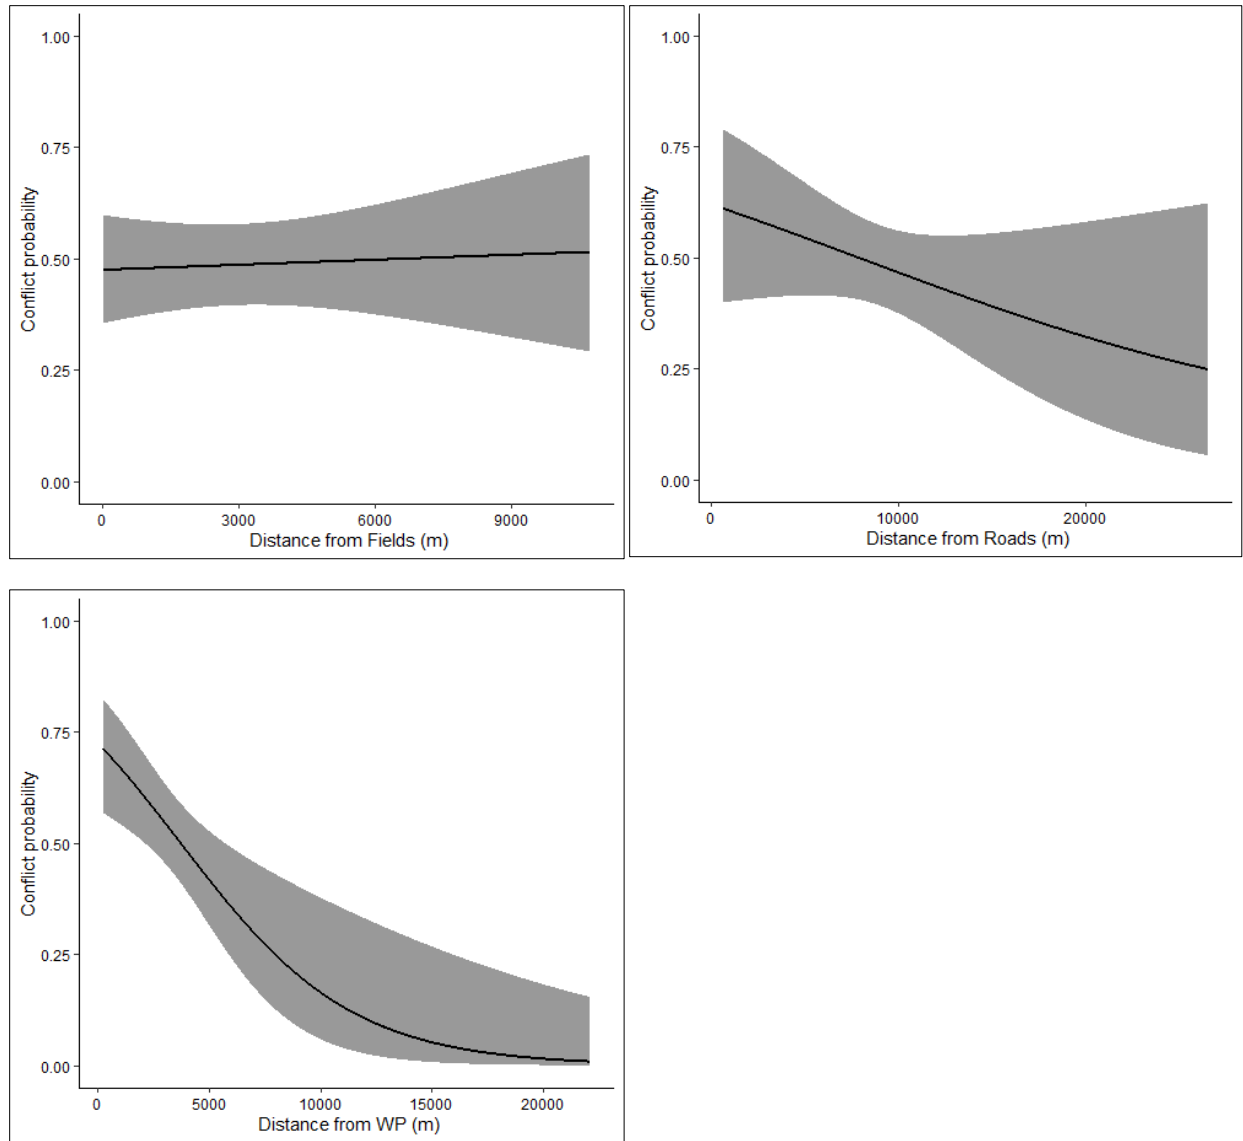 1.00
0.75
0.50
0.25
0.00
Conflict probability
0 3000 6000 9000
Distance from Fields (m)
1.00
0.75
0.50
0.25
0.00
Conflict probability
0 10000 20000
Distance from Roads (m)
1.00
0.75
0.50
0.25
0.00
Conflict probability
0 5000 10000 15000 20000
Distance from WP (m)